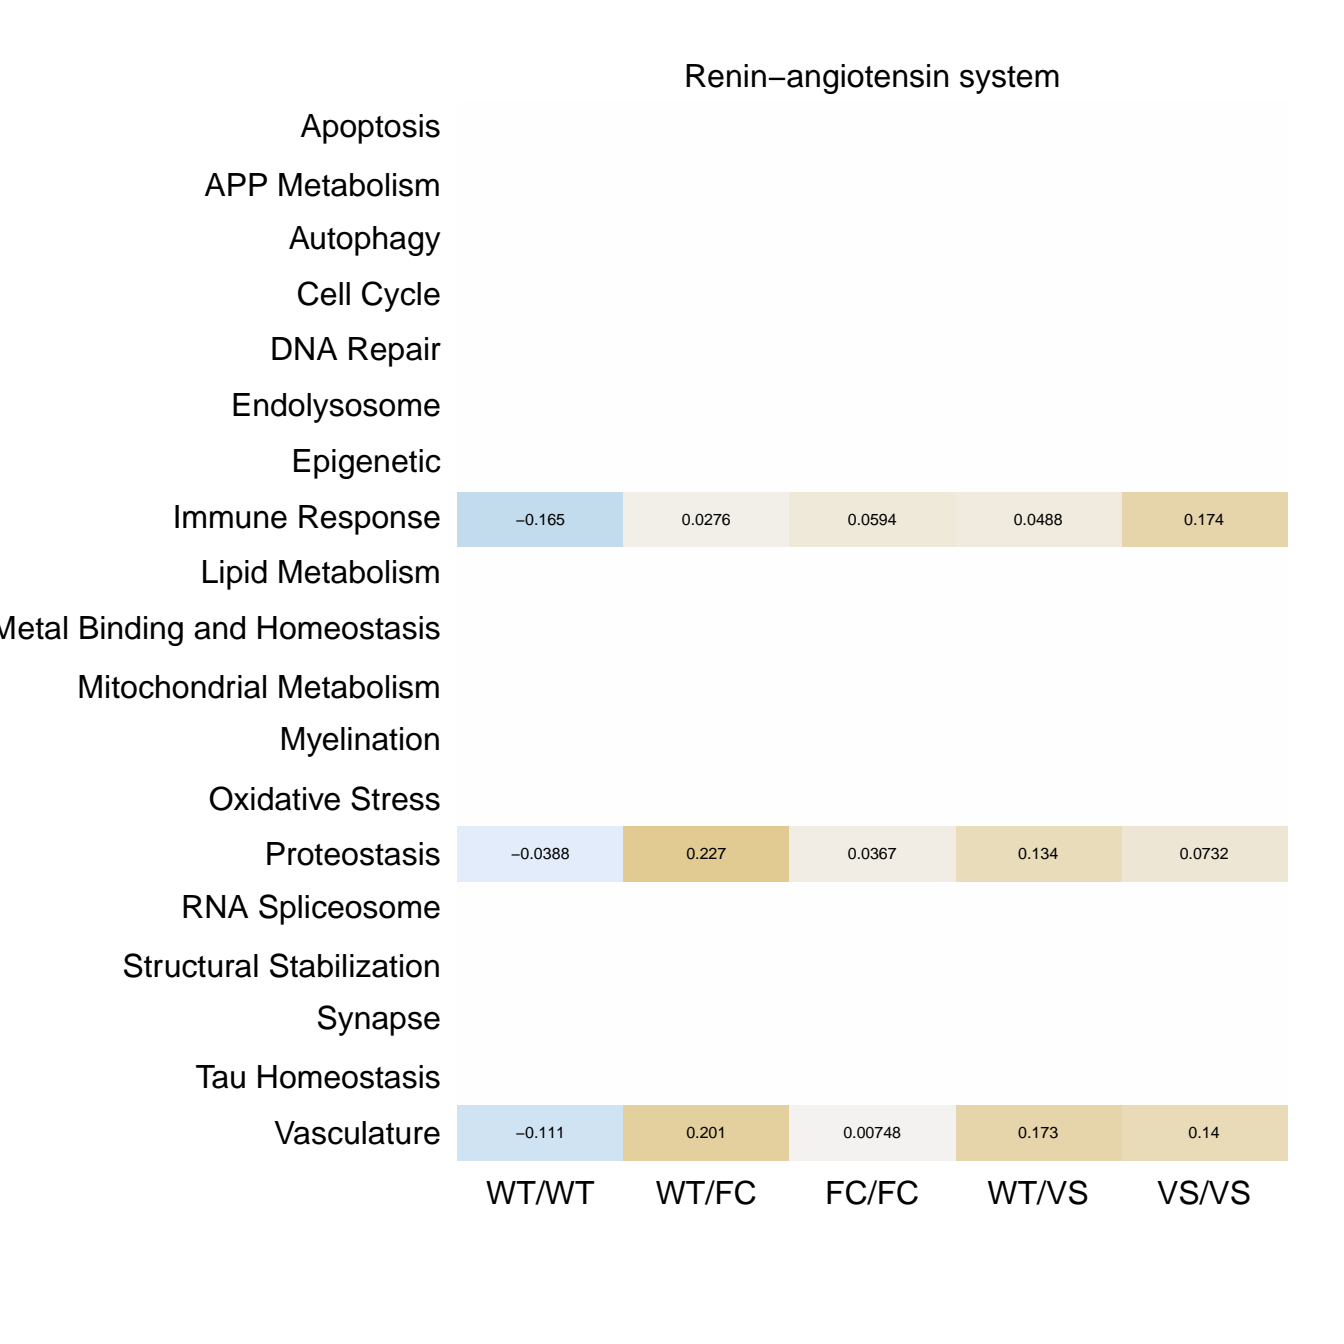 Renin−angiotensin system
Apoptosis
APP Metabolism
Autophagy
Cell Cycle
DNA Repair
Endolysosome
Epigenetic
Immune Response −0.165 0.0276 0.0594 0.0488 0.174
Lipid Metabolism
Metal Binding and Homeostasis
Mitochondrial Metabolism
Myelination
Oxidative Stress
Proteostasis −0.0388 0.227 0.0367 0.134 0.0732
RNA Spliceosome
Structural Stabilization
Synapse
Tau Homeostasis
Vasculature −0.111 0.201 0.00748 0.173 0.14
WT/WT WT/FC FC/FC WT/VS VS/VS